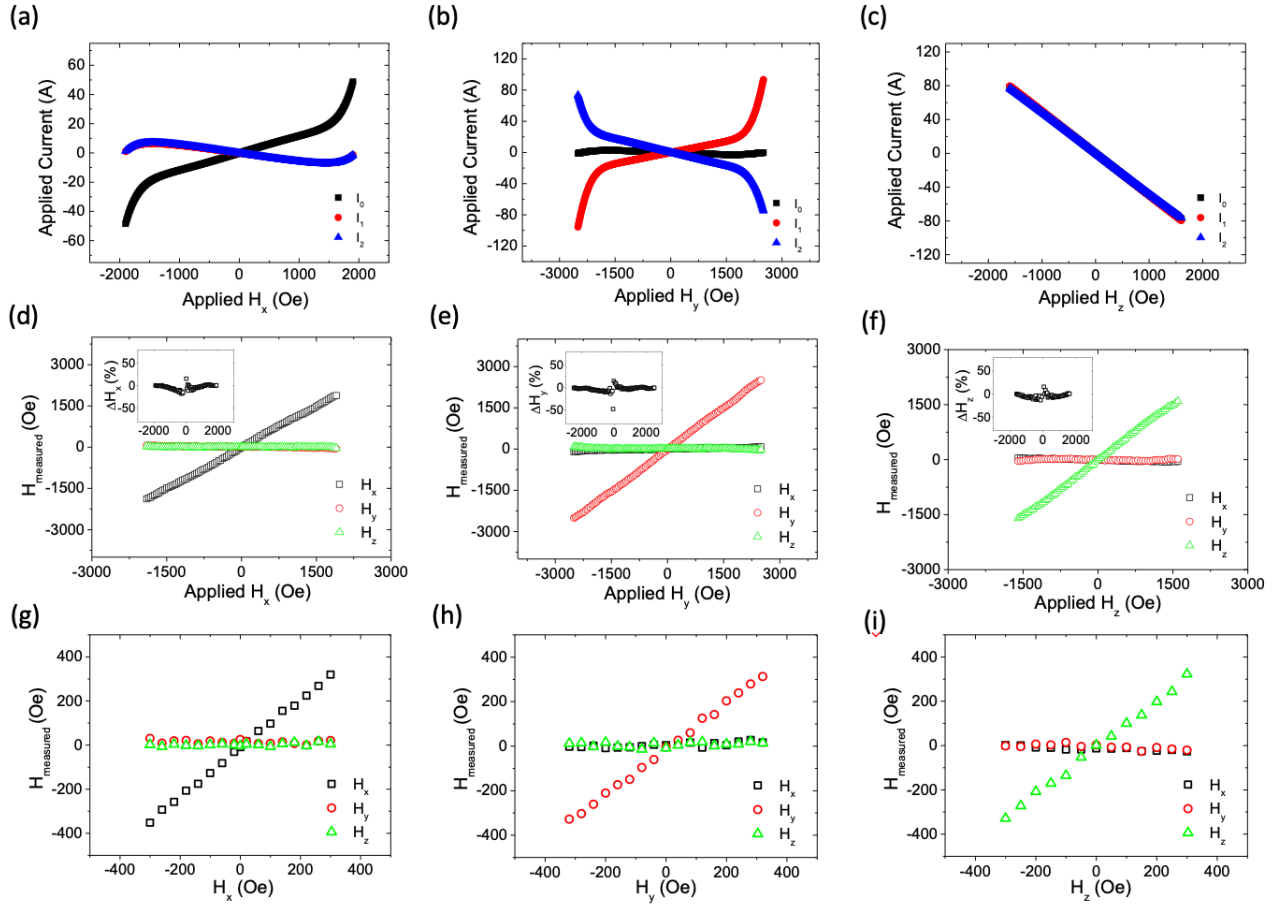 (a)
(b)
(c)
60
40
20
0
-20
-40
-60
Applied Current (A)
-2000 -1000 0 1000 2000
Applied Hx (Oe)
I0
I1
I2
120
80
40
0
-40
-80
-120
Applied Current (A)
-3000 -1500 0 1500 3000
Applied Hy (Oe)
I0
I1
I2
120
80
40
0
-40
-80
-120
Applied Current (A)
-2000 -1000 0 1000 2000
Applied Hz (Oe)
I0
I1
I2
(d)
(e)
(f)
3000
1500
0
-1500
-3000
Hmeasured (Oe)
ΔHx (%)
50
0
-50
-2000 0 2000
Hx
Hy
Hz
-3000 -1500 0 1500 3000
Applied Hx (Oe)
3000
1500
0
-1500
-3000
Hmeasured (Oe)
ΔHy (%)
50
0
-50
-2000 0 2000
Hx
Hy
Hz
-3000 -1500 0 1500 3000
Applied Hy (Oe)
3000
1500
0
-1500
-3000
Hmeasured (Oe)
ΔHz (%)
50
0
-50
-2000 0 2000
Hx
Hy
Hz
-3000 -1500 0 1500 3000
Applied Hz (Oe)
(g)
(h)
(i)
400
200
0
-200
-400
Hmeasured (Oe)
Hx
Hy
Hz
-400 -200 0 200 400
Hx (Oe)
400
200
0
-200
-400
Hmeasured (Oe)
Hx
Hy
Hz
-400 -200 0 200 400
Hy (Oe)
400
200
0
-200
-400
Hmeasured (Oe)
Hx
Hy
Hz
-400 -200 0 200 400
Hz (Oe)